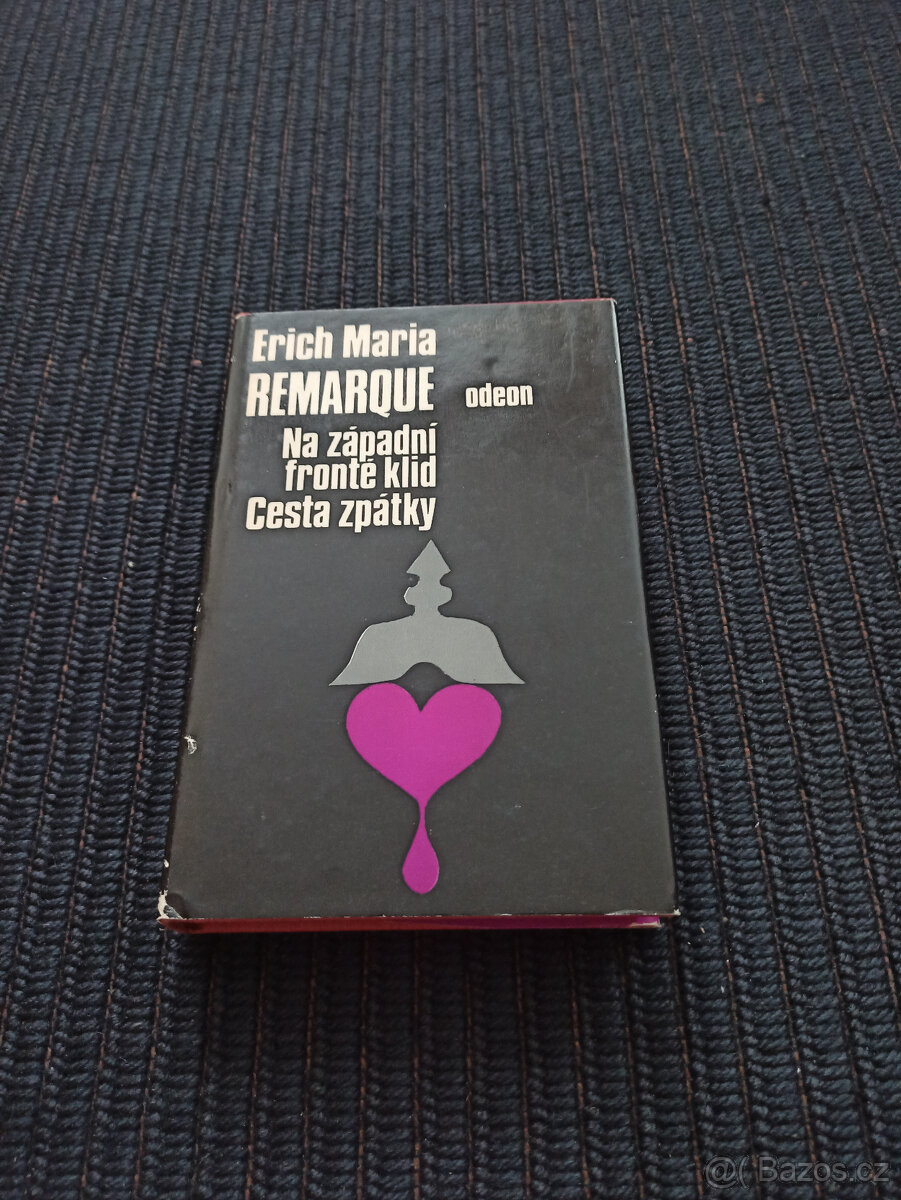 Erich Maria
REMARQUE odeon
Na západní
frontě klid
Cesta zpátky
@( Bazos.cz